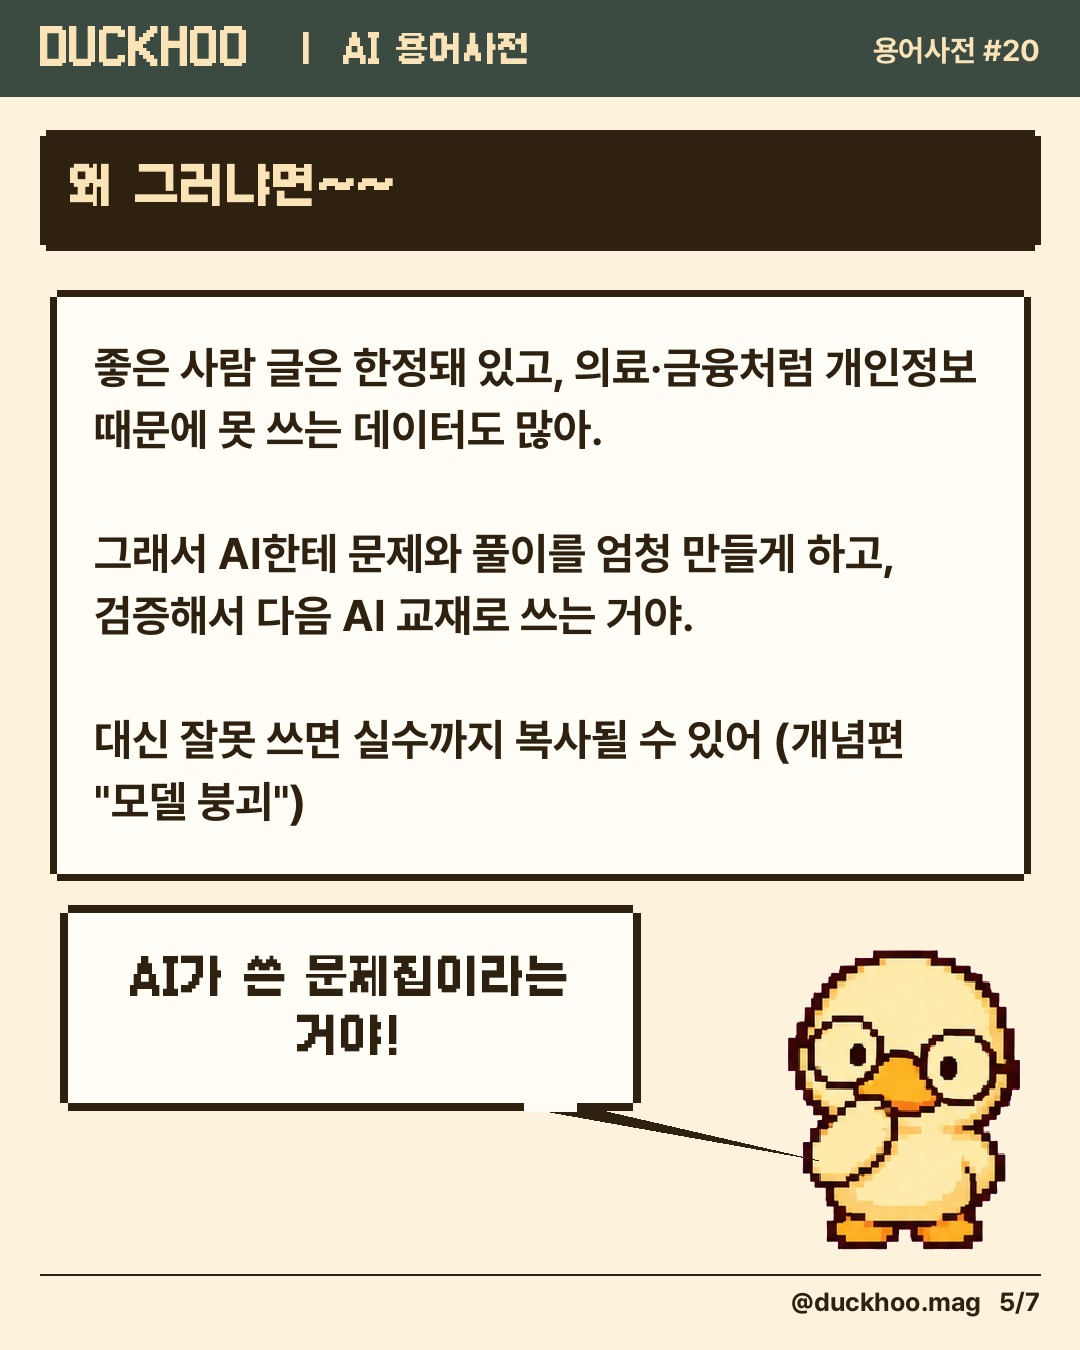 DUCKHOO | AI 용어사전
용어사전 #20
왜 그러냐면~~
좋은 사람 글은 한정돼 있고, 의료·금융처럼 개인정보
때문에 못 쓰는 데이터도 많아.
그래서 AI한테 문제와 풀이를 엄청 만들게 하고,
검증해서 다음 AI 교재로 쓰는 거야.
대신 잘못 쓰면 실수까지 복사될 수 있어 (개념편
"모델 붕괴")
AI가 쓴 문제집이라는
거야!
@duckhoo.mag 5/7